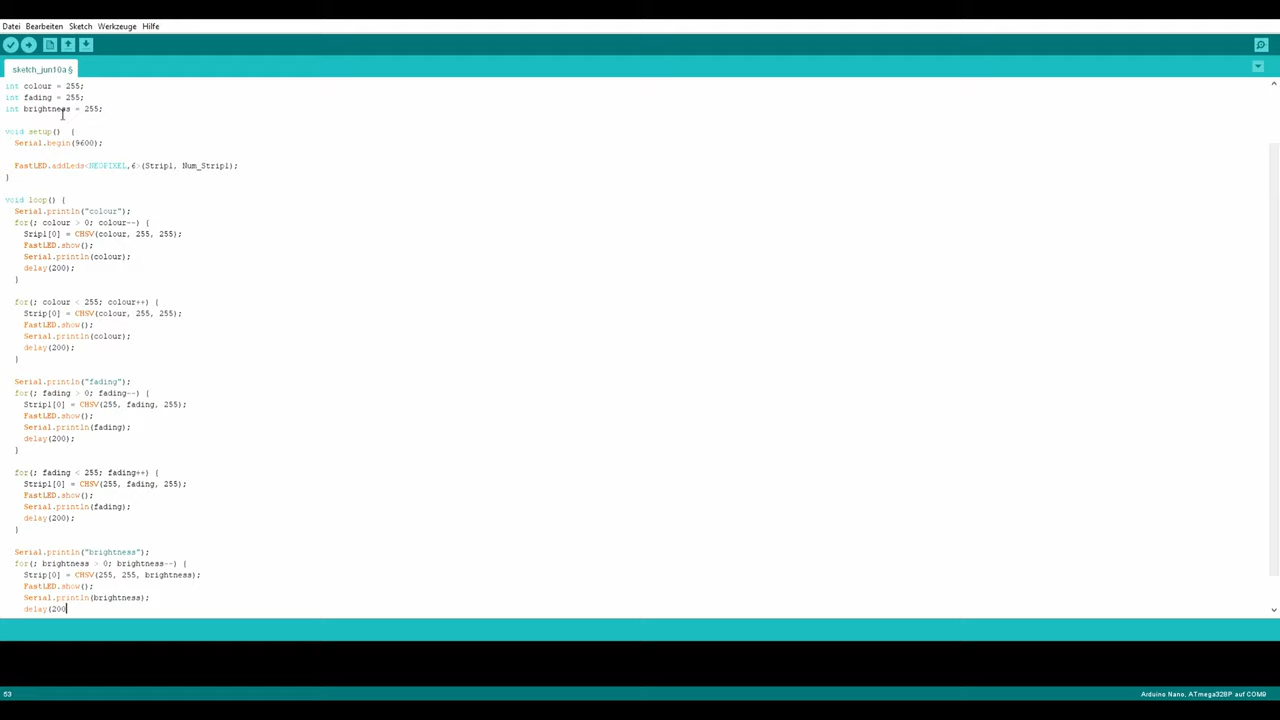 Datei Bearbeiten Sketch Werkzeuge Hilfe
sketch_jun10a §
int colour = 255;
int fading = 255;
int brightness = 255;
void setup() {
Serial.begin(9600);
FastLED.addLeds<NEOPIXEL,6>(Strip1, Num_Strip1);
}
void loop() {
Serial.println("colour");
for(; colour > 0; colour--) {
Srip1[0] = CHSV(colour, 255, 255);
FastLED.show();
Serial.println(colour);
delay(200);
}
for(; colour < 255; colour++) {
Strip[0] = CHSV(colour, 255, 255);
FastLED.show();
Serial.println(colour);
delay(200);
}
Serial.println("fading");
for(; fading > 0; fading--) {
Strip1[0] = CHSV(255, fading, 255);
FastLED.show();
Serial.println(fading);
delay(200);
}
for(; fading < 255; fading++) {
Strip1[0] = CHSV(255, fading, 255);
FastLED.show();
Serial.println(fading);
delay(200);
}
Serial.println("brightness");
for(; brightness > 0; brightness--) {
Strip[0] = CHSV(255, 255, brightness);
FastLED.show();
Serial.println(brightness);
delay(200
53 Arduino Nano, ATmega328P auf COM9